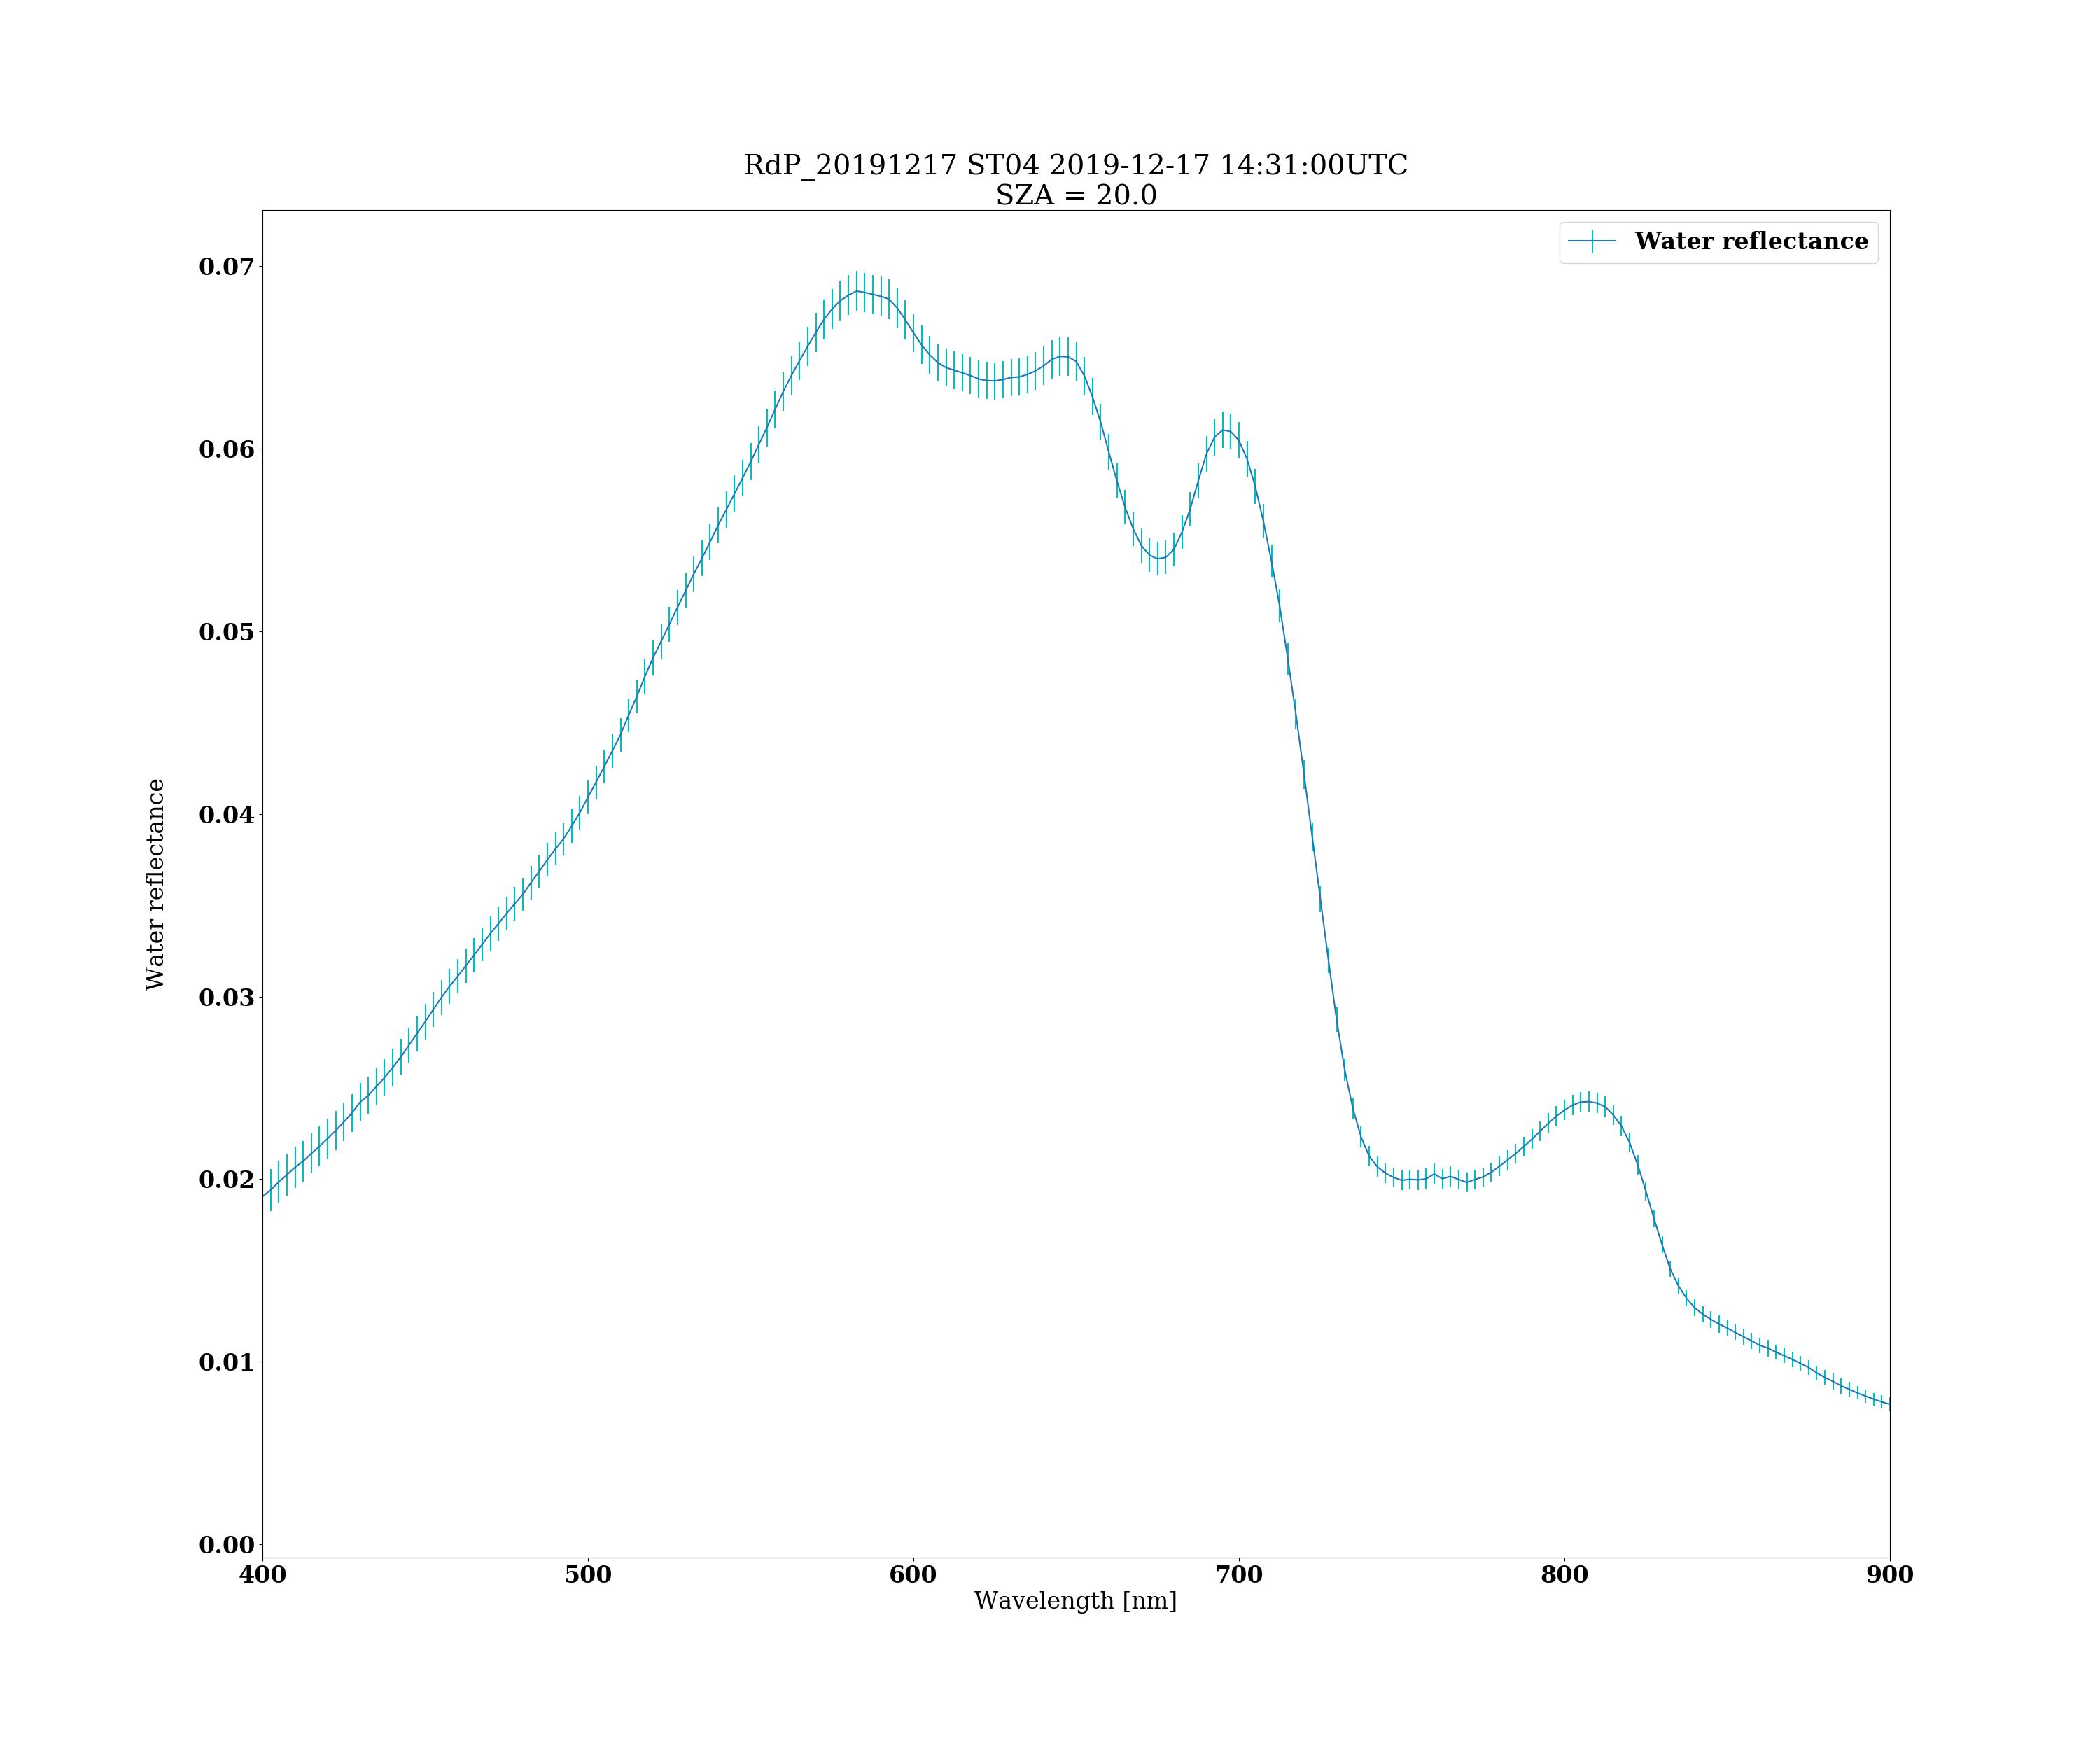 RdP_20191217 ST04 2019-12-17 14:31:00UTC
SZA = 20.0
Water reflectance
0.07
0.06
0.05
0.04
0.03
0.02
0.01
0.00
Water reflectance
400 500 600 700 800 900
Wavelength [nm]